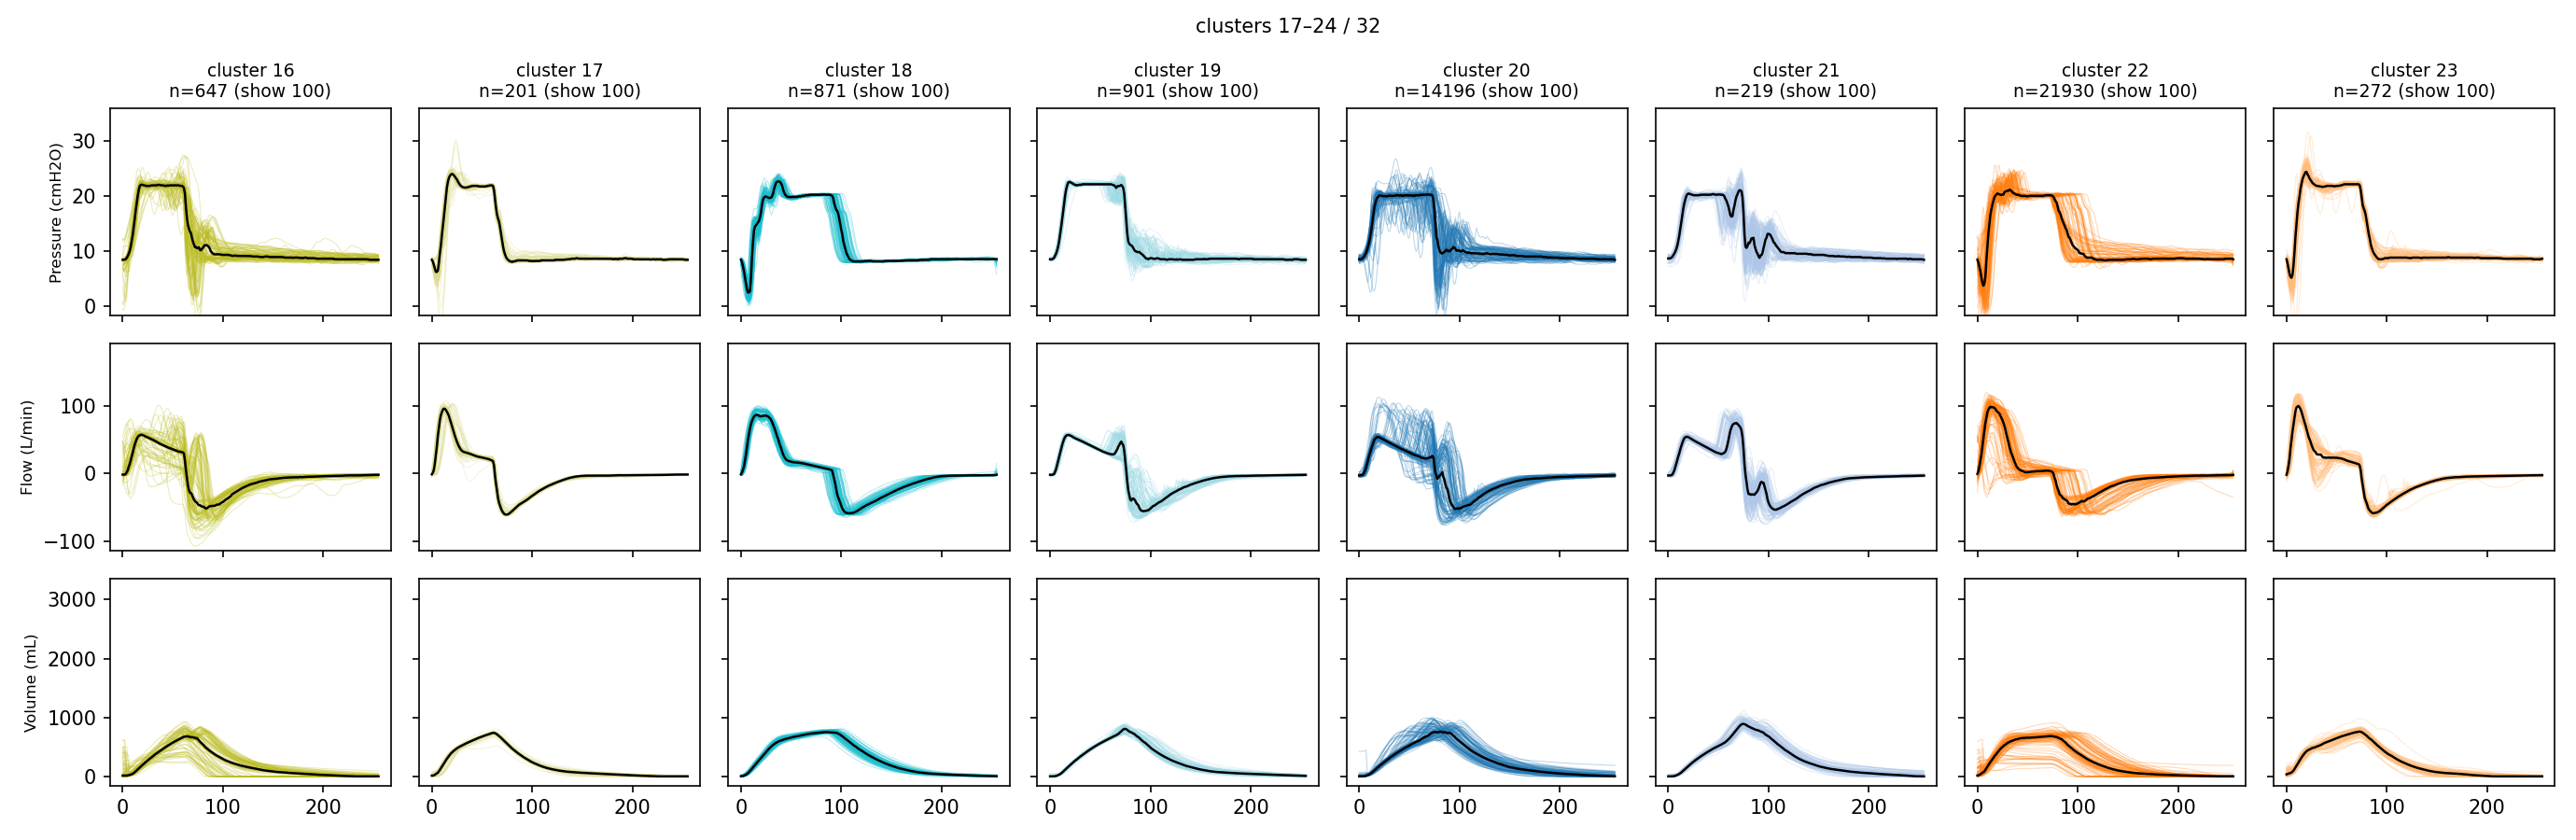 clusters 17–24 / 32
cluster 16
n=647 (show 100)
cluster 17
n=201 (show 100)
cluster 18
n=871 (show 100)
cluster 19
n=901 (show 100)
cluster 20
n=14196 (show 100)
cluster 21
n=219 (show 100)
cluster 22
n=21930 (show 100)
cluster 23
n=272 (show 100)
Pressure (cmH2O)
30
20
10
0
Flow (L/min)
100
0
−100
Volume (mL)
3000
2000
1000
0
0 100 200
0 100 200
0 100 200
0 100 200
0 100 200
0 100 200
0 100 200
0 100 200